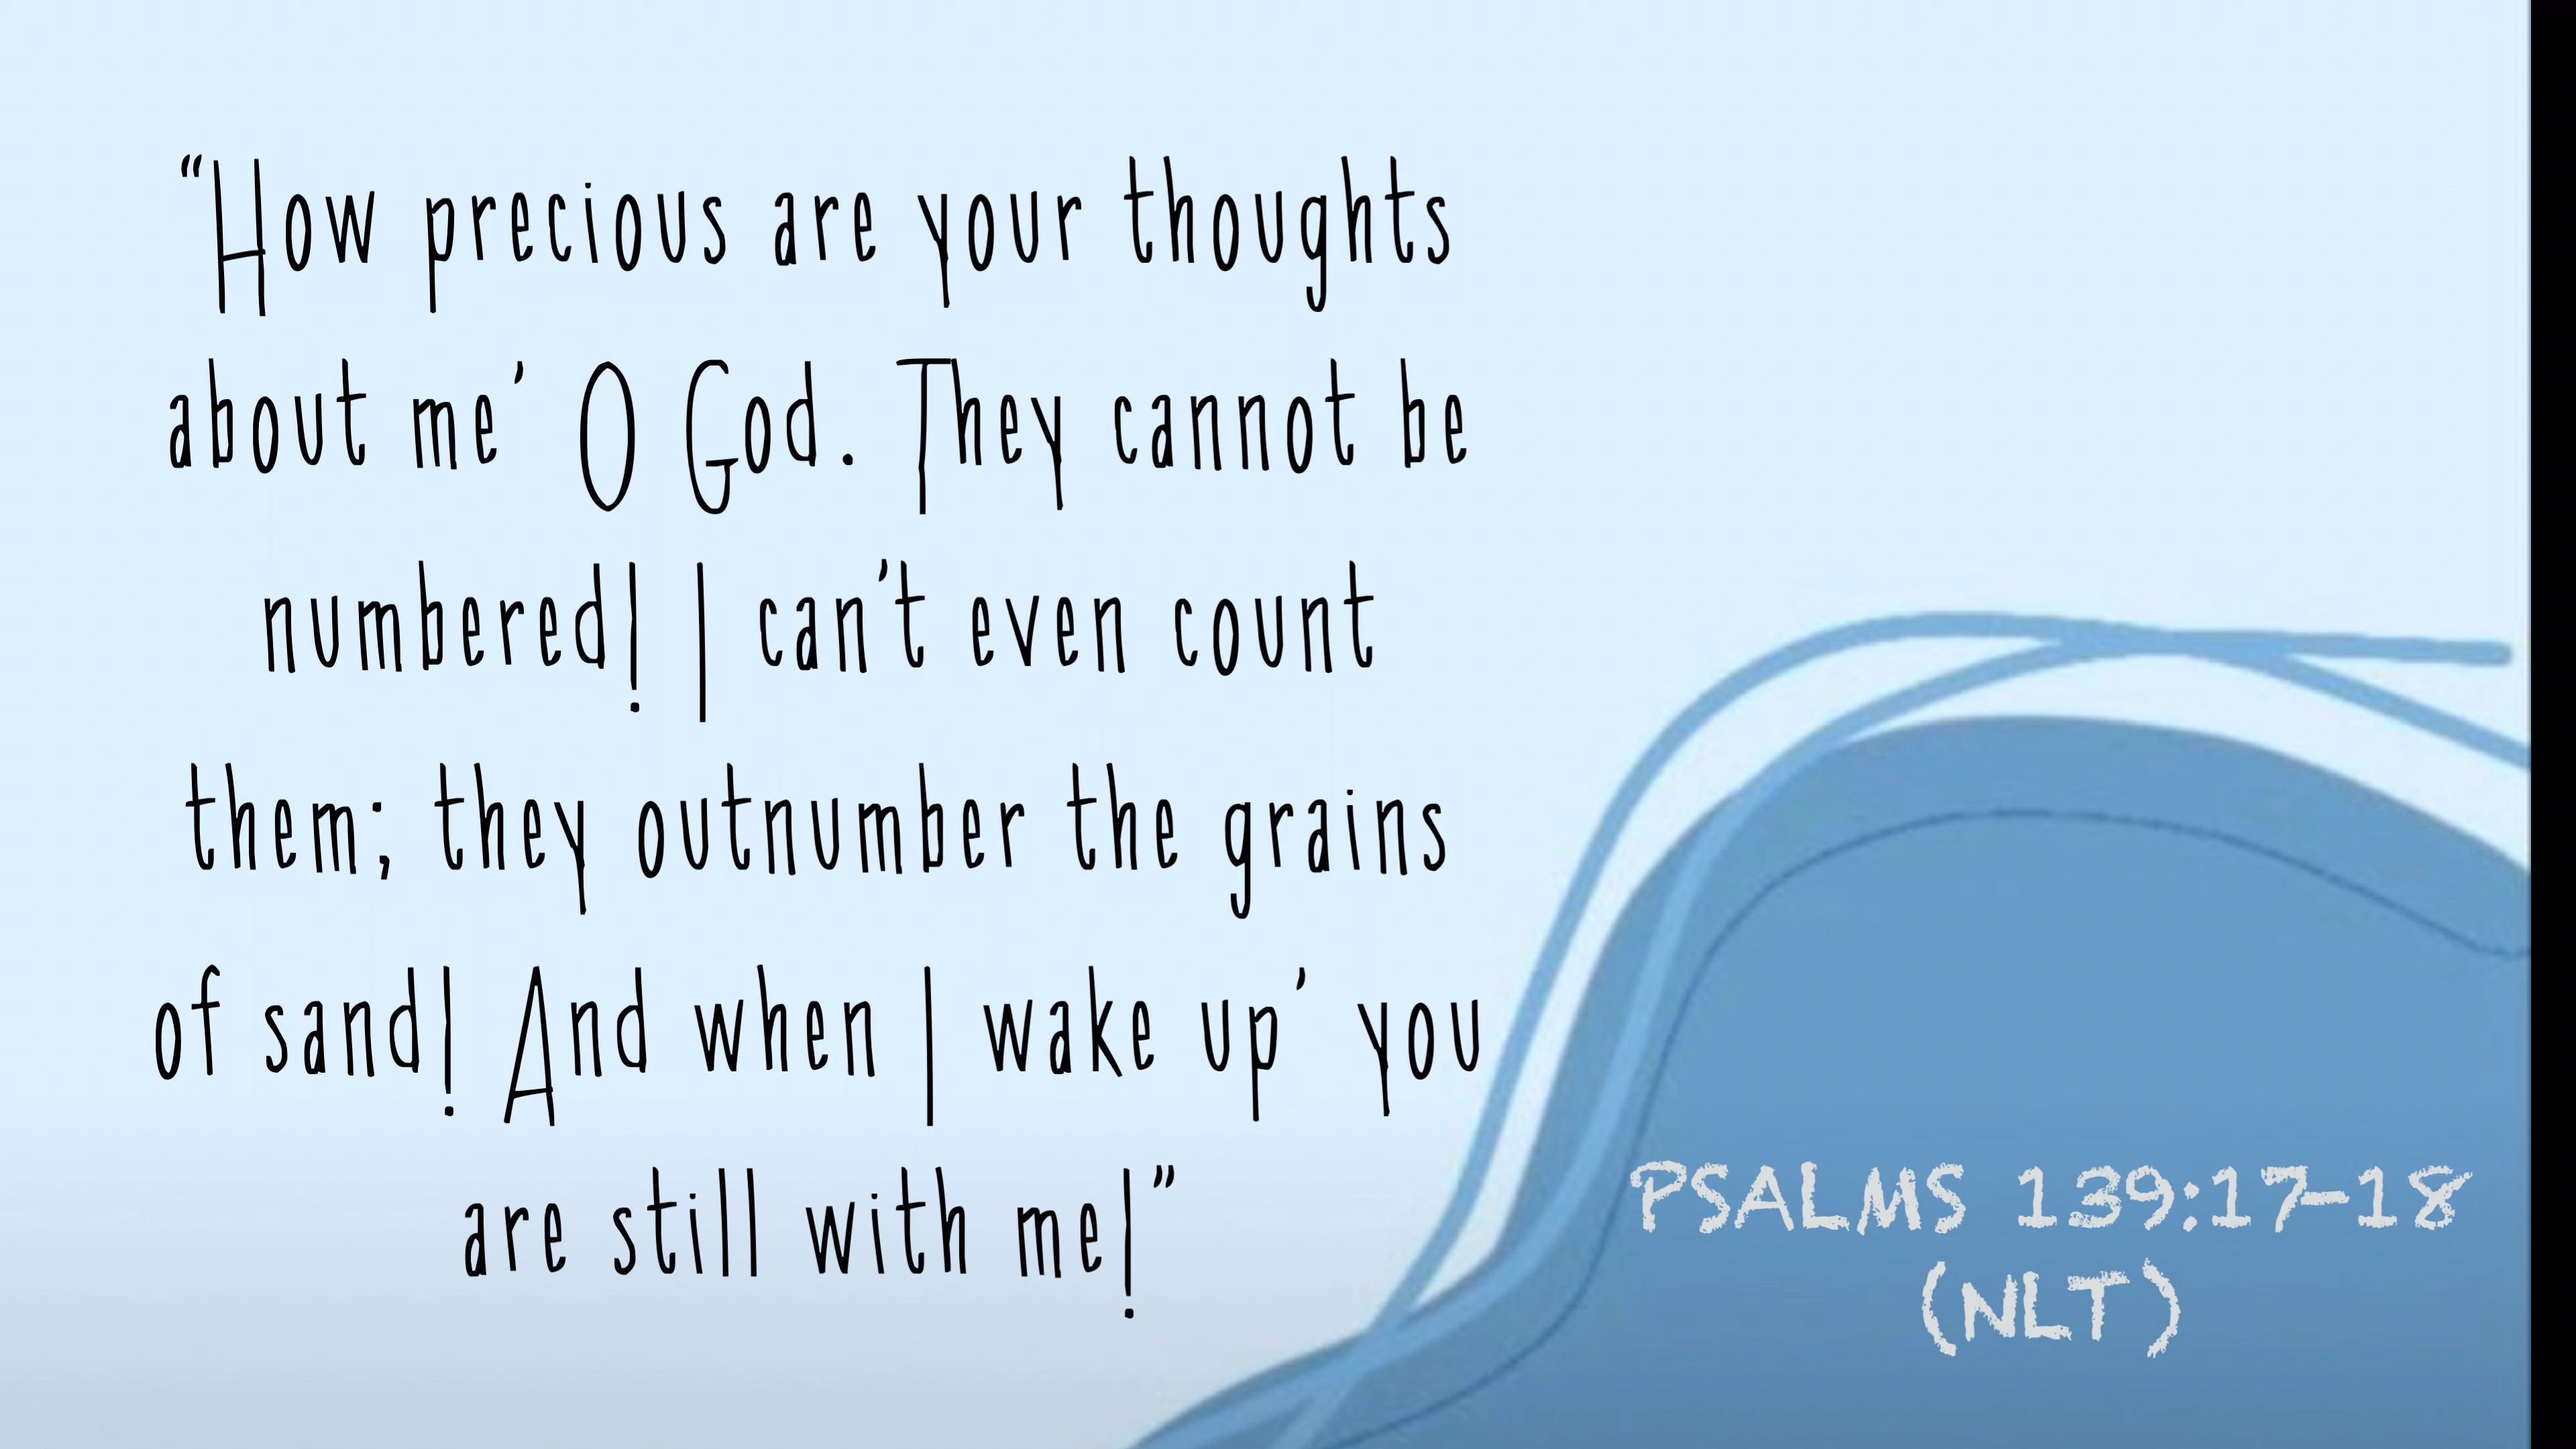 “How precious are your thoughts
about me’ O God. They cannot be
numbered! I can’t even count
them; they outnumber the grains
of sand! And when I wake up’ you
are still with me!”
PSALMS 139:17-18
(NLT)